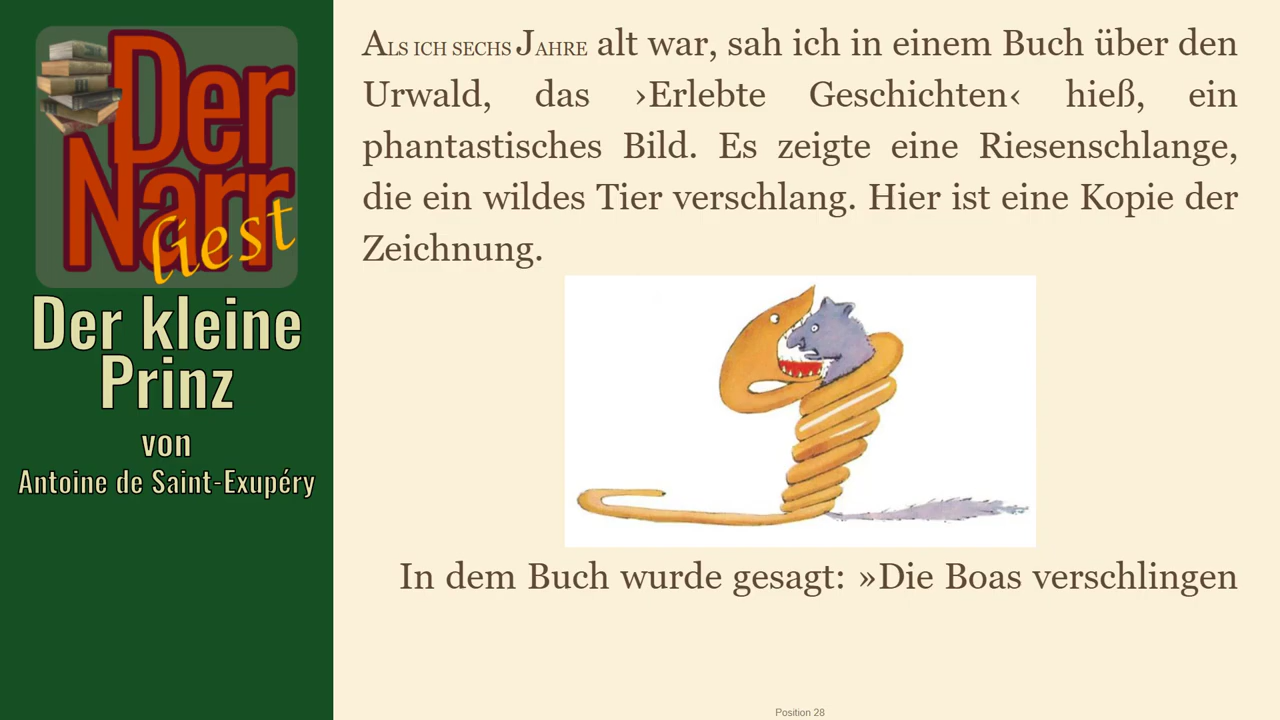 Der
Narr
liest
Der kleine
Prinz
von
Antoine de Saint-Exupéry
Als ich sechs Jahre alt war, sah ich in einem Buch über den
Urwald, das ›Erlebte Geschichten‹ hieß, ein
phantastisches Bild. Es zeigte eine Riesenschlange,
die ein wildes Tier verschlang. Hier ist eine Kopie der
Zeichnung.
In dem Buch wurde gesagt: »Die Boas verschlingen
Position 28